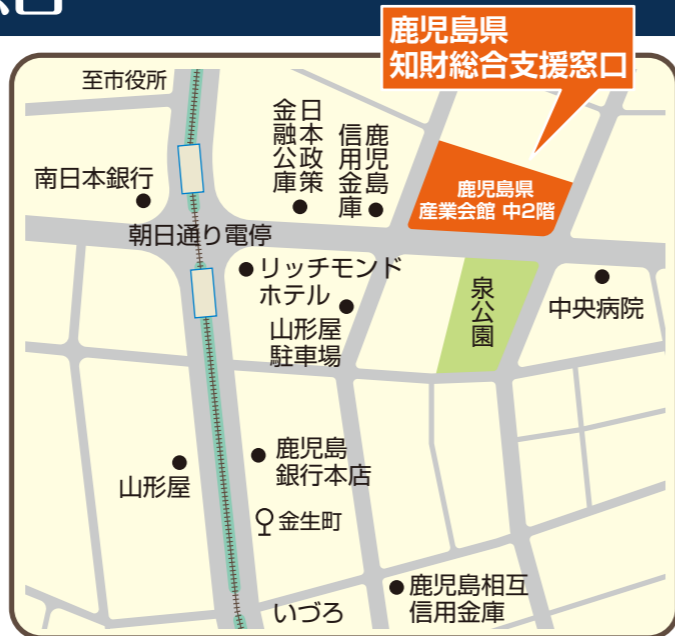 鹿児島県
知財総合支援窓口
至市役所
南日本銀行
日本政策
金融公庫
鹿児島
信用金庫
鹿児島県
産業会館 中2階
朝日通り電停
リッチモンド
ホテル
山形屋
駐車場
泉公園
中央病院
山形屋
鹿児島
銀行本店
金生町
いづろ
鹿児島相互
信用金庫